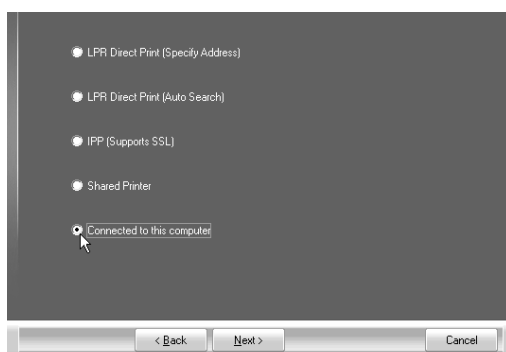 LPR Direct Print (Specify Address)
LPR Direct Print (Auto Search)
IPP (Supports SSL)
Shared Printer
Connected to this computer
< Back Next > Cancel